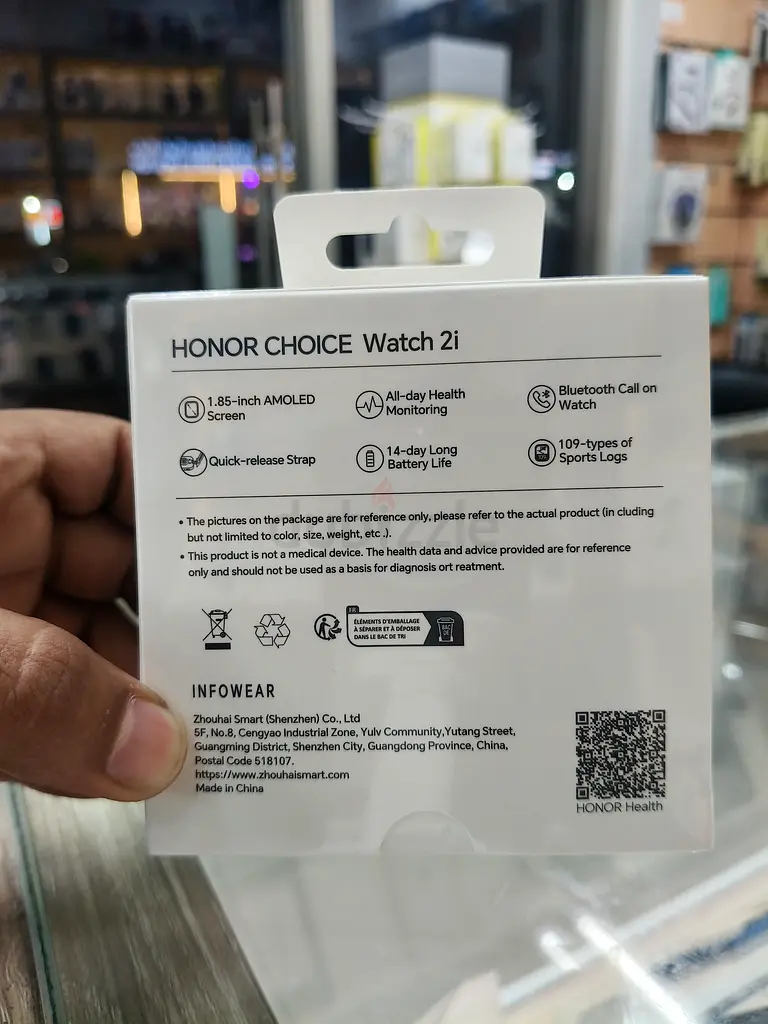 HONOR CHOICE Watch 2i
1.85-inch AMOLED
Screen
All-day Health
Monitoring
Bluetooth Call on
Watch
Quick-release Strap
14-day Long
Battery Life
109-types of
Sports Logs
dubizzle
• The pictures on the package are for reference only, please refer to the actual product (in cluding
but not limited to color, size, weight, etc .).
• This product is not a medical device. The health data and advice provided are for reference
only and should not be used as a basis for diagnosis ort reatment.
FR
ÉLÉMENTS D'EMBALLAGE
À SÉPARER ET À DÉPOSER
DANS LE BAC DE TRI
BAC
DE
TRI
INFOWEAR
Zhouhai Smart (Shenzhen) Co., Ltd
5F, No.8, Cengyao Industrial Zone, Yulv Community,Yutang Street,
Guangming District, Shenzhen City, Guangdong Province, China,
Postal Code 518107.
https://www.zhouhaismart.com
Made in China
HONOR Health